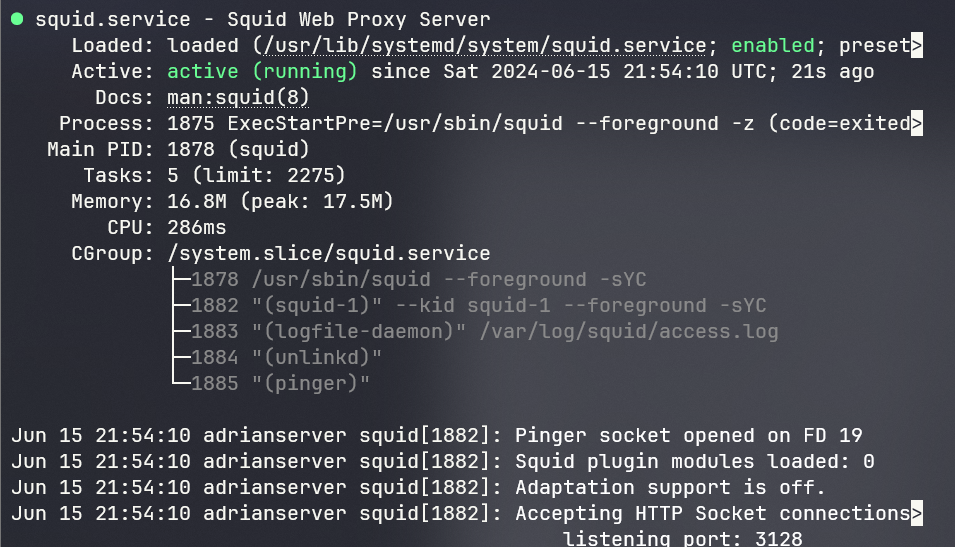 ● squid.service - Squid Web Proxy Server
Loaded: loaded (/usr/lib/systemd/system/squid.service; enabled; preset>
Active: active (running) since Sat 2024-06-15 21:54:10 UTC; 21s ago
Docs: man:squid(8)
Process: 1875 ExecStartPre=/usr/sbin/squid --foreground -z (code=exited>
Main PID: 1878 (squid)
Tasks: 5 (limit: 2275)
Memory: 16.8M (peak: 17.5M)
CPU: 286ms
CGroup: /system.slice/squid.service
├─1878 /usr/sbin/squid --foreground -sYC
├─1882 "(squid-1)" --kid squid-1 --foreground -sYC
├─1883 "(logfile-daemon)" /var/log/squid/access.log
├─1884 "(unlinkd)"
└─1885 "(pinger)"
Jun 15 21:54:10 adrianserver squid[1882]: Pinger socket opened on FD 19
Jun 15 21:54:10 adrianserver squid[1882]: Squid plugin modules loaded: 0
Jun 15 21:54:10 adrianserver squid[1882]: Adaptation support is off.
Jun 15 21:54:10 adrianserver squid[1882]: Accepting HTTP Socket connections>
listening port: 3128